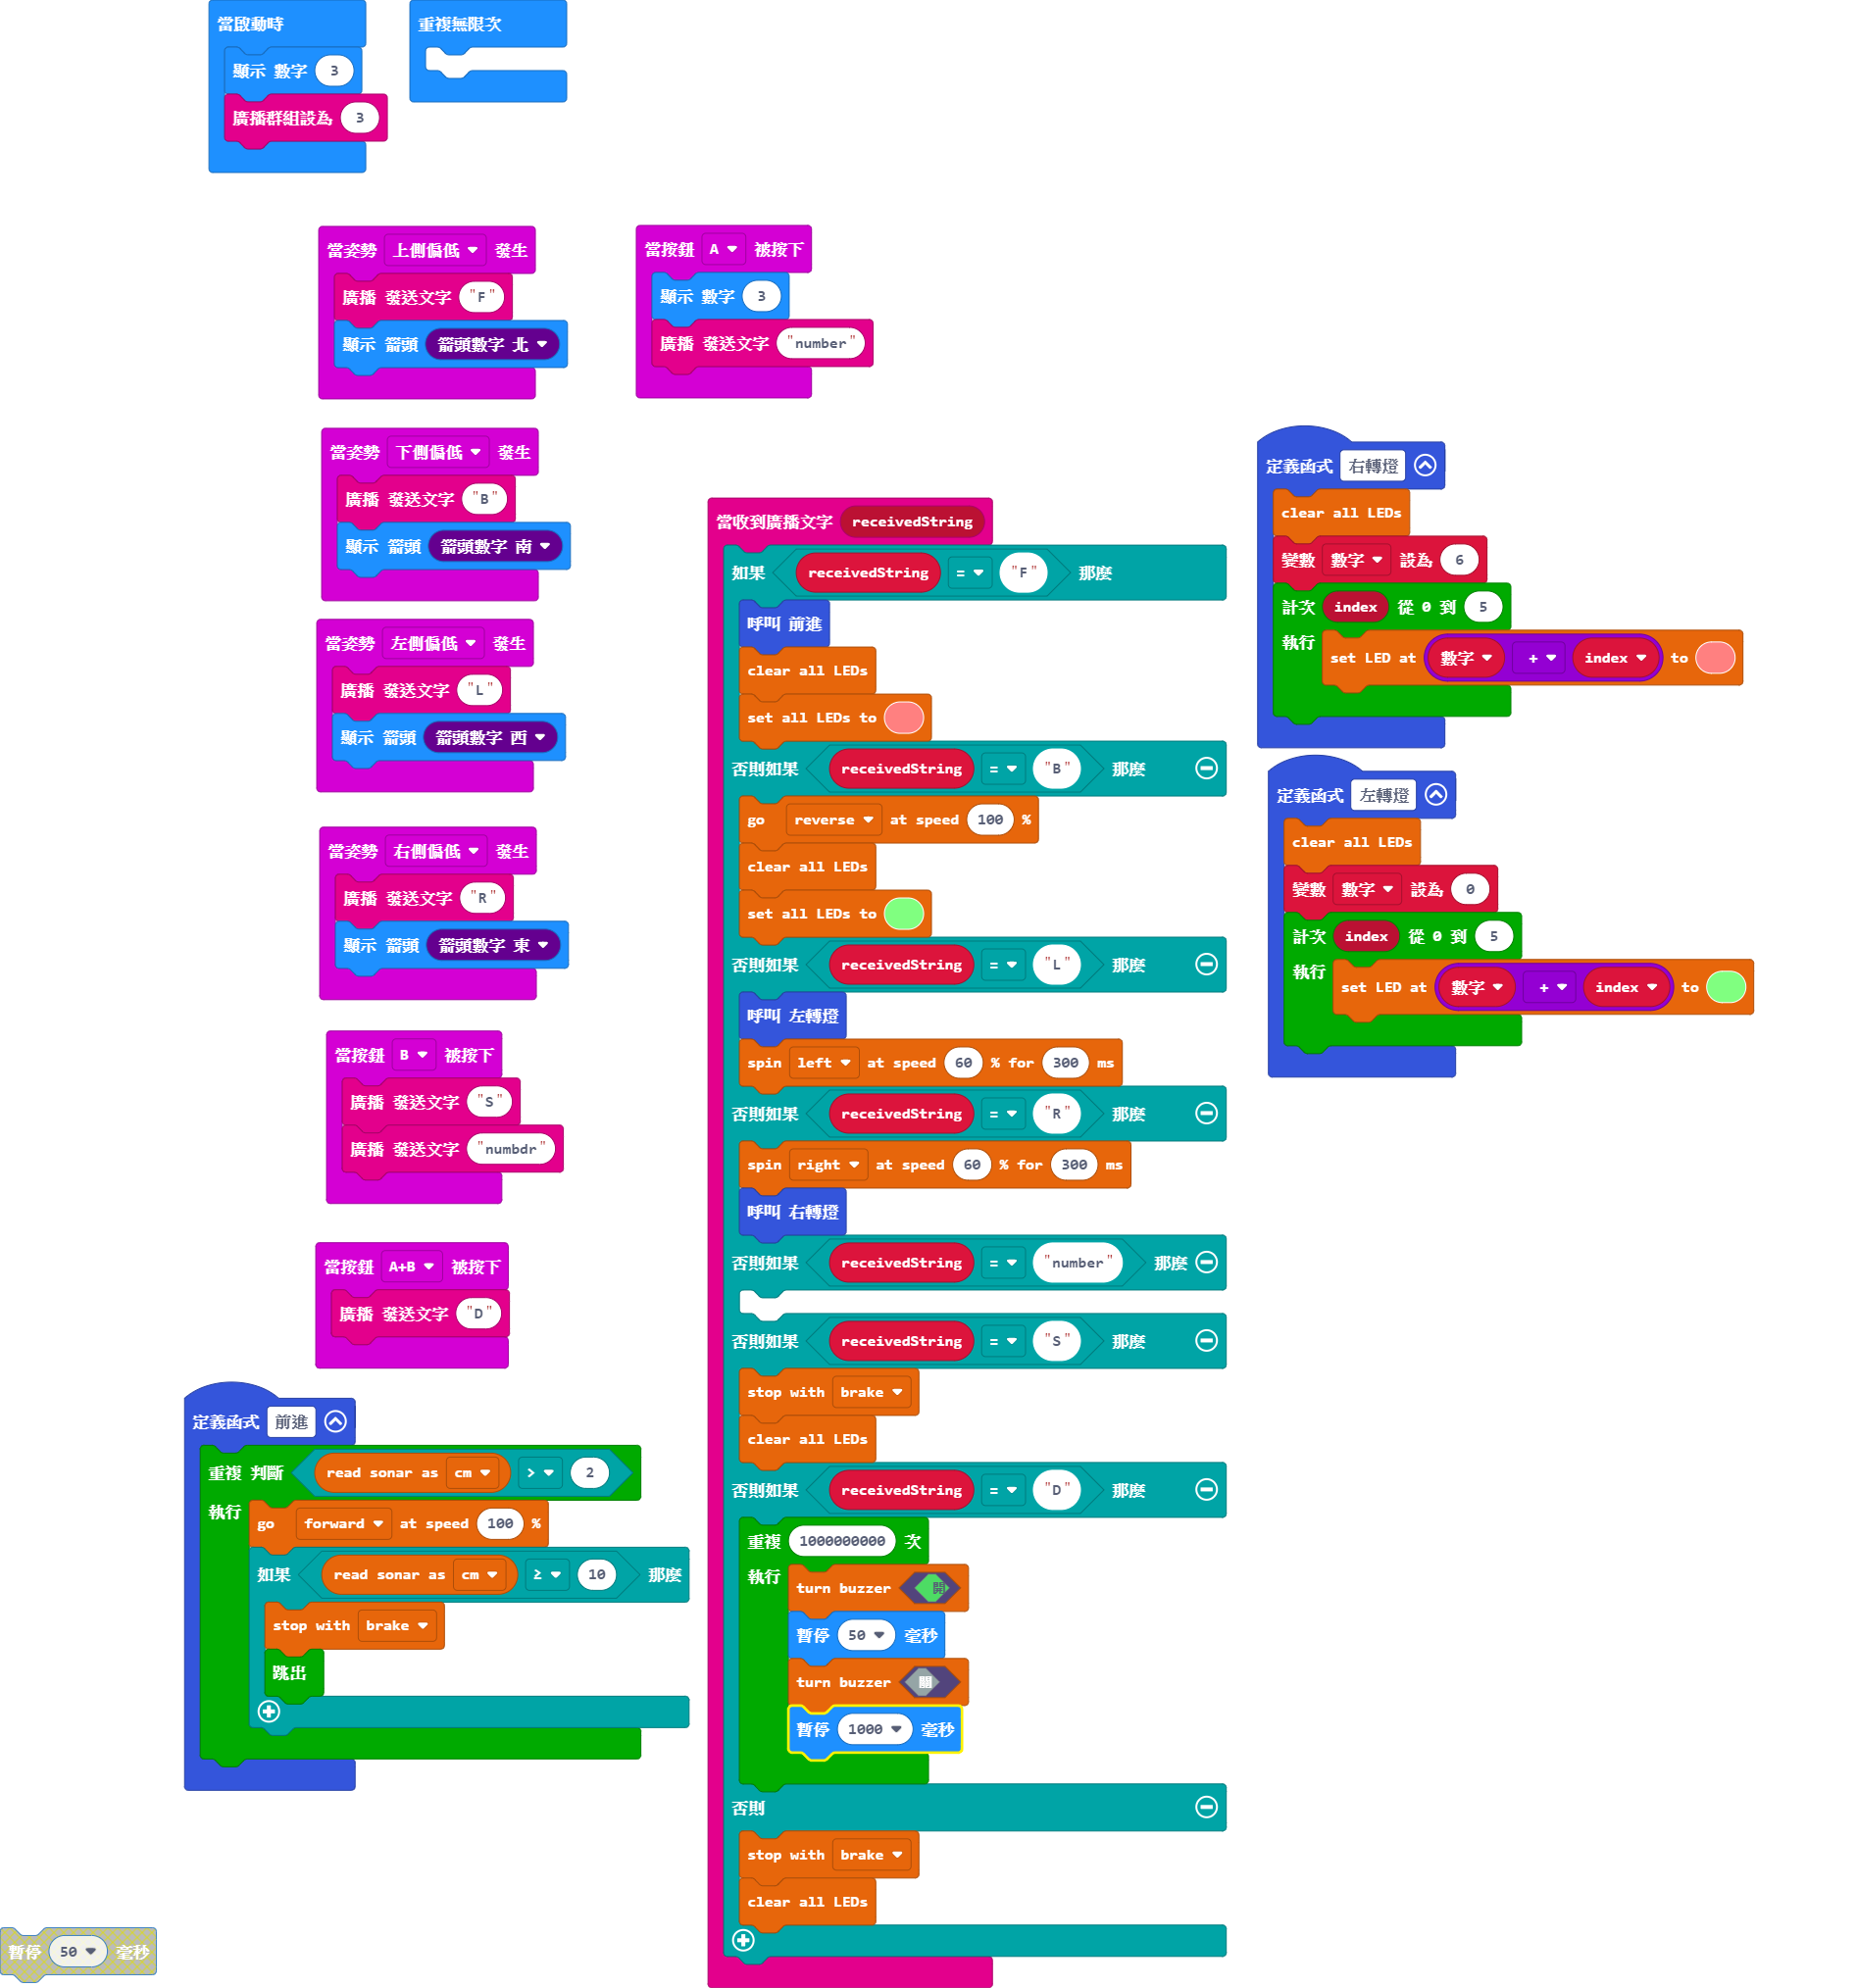 當啟動時
顯示 數字 3
廣播群組設為 3
重複無限次
當姿勢 上側偏低 發生
廣播 發送文字 "F"
顯示 箭頭 箭頭數字 北
當按鈕 A 被按下
顯示 數字 3
廣播 發送文字 "number"
當姿勢 下側偏低 發生
廣播 發送文字 "B"
顯示 箭頭 箭頭數字 南
當姿勢 左側偏低 發生
廣播 發送文字 "L"
顯示 箭頭 箭頭數字 西
當姿勢 右側偏低 發生
廣播 發送文字 "R"
顯示 箭頭 箭頭數字 東
當按鈕 B 被按下
廣播 發送文字 "S"
廣播 發送文字 "numbdr"
當按鈕 A+B 被按下
廣播 發送文字 "D"
定義函式 前進
重複 判斷 read sonar as cm > 2
執行
go forward at speed 100 %
如果 read sonar as cm ≥ 10 那麼
stop with brake
跳出
暫停 50 毫秒
當收到廣播文字 receivedString
如果 receivedString = "F" 那麼
呼叫 前進
clear all LEDs
set all LEDs to
否則如果 receivedString = "B" 那麼
go reverse at speed 100 %
clear all LEDs
set all LEDs to
否則如果 receivedString = "L" 那麼
呼叫 左轉燈
spin left at speed 60 % for 300 ms
否則如果 receivedString = "R" 那麼
spin right at speed 60 % for 300 ms
呼叫 右轉燈
否則如果 receivedString = "number" 那麼
否則如果 receivedString = "S" 那麼
stop with brake
clear all LEDs
否則如果 receivedString = "D" 那麼
重複 1000000000 次
執行
turn buzzer 開
暫停 50 毫秒
turn buzzer 關
暫停 1000 毫秒
否則
stop with brake
clear all LEDs
定義函式 右轉燈
clear all LEDs
變數 數字 設為 6
計次 index 從 0 到 5
執行 set LED at 數字 + index to
定義函式 左轉燈
clear all LEDs
變數 數字 設為 0
計次 index 從 0 到 5
執行 set LED at 數字 + index to